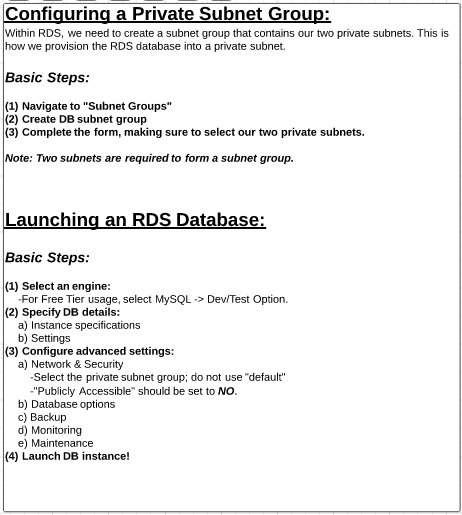 Configuring a Private Subnet Group:
Within RDS, we need to create a subnet group that contains our two private subnets. This is
how we provision the RDS database into a private subnet.
Basic Steps:
(1) Navigate to "Subnet Groups"
(2) Create DB subnet group
(3) Complete the form, making sure to select our two private subnets.
Note: Two subnets are required to form a subnet group.
Launching an RDS Database:
Basic Steps:
(1) Select an engine:
-For Free Tier usage, select MySQL -> Dev/Test Option.
(2) Specify DB details:
a) Instance specifications
b) Settings
(3) Configure advanced settings:
a) Network & Security
-Select the private subnet group; do not use "default"
-"Publicly Accessible" should be set to NO.
b) Database options
c) Backup
d) Monitoring
e) Maintenance
(4) Launch DB instance!